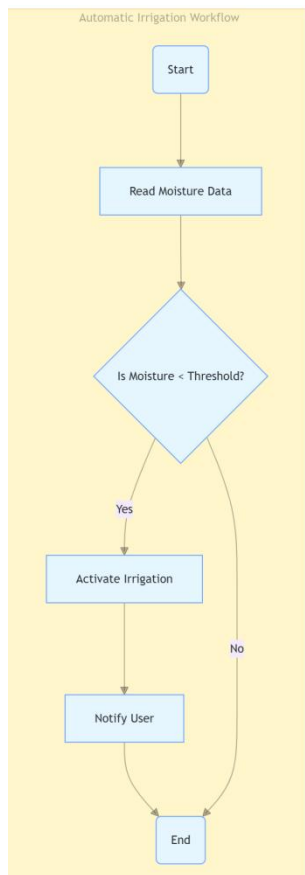 Automatic Irrigation Workflow
Start
Read Moisture Data
Is Moisture < Threshold?
Yes
Activate Irrigation
No
Notify User
End